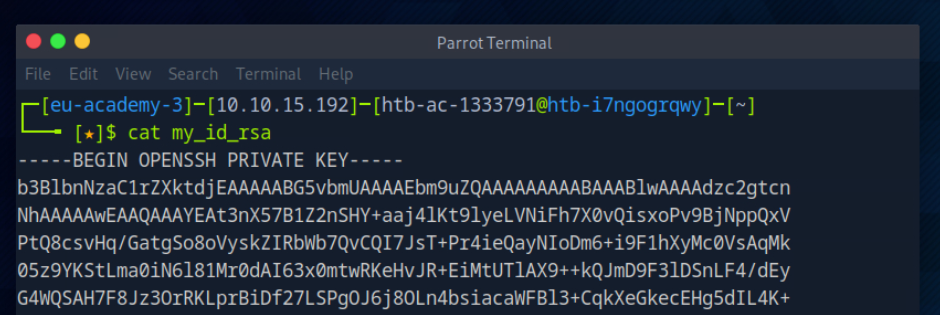 Parrot Terminal
File Edit View Search Terminal Help
┌─[eu-academy-3]─[10.10.15.192]─[htb-ac-1333791@htb-i7ngogrqwy]─[~]
└──╼ [★]$ cat my_id_rsa
-----BEGIN OPENSSH PRIVATE KEY-----
b3BlbnNzaC1rZXktdjEAAAAABG5vbmUAAAAEbm9uZQAAAAAAAAABAAABlwAAAAdzc2gtcn
NhAAAAAwEAAQAAAYEAt3nX57B1Z2nSHY+aaj4lKt9lyeLVNiFh7X0vQisxoPv9BjNppQxV
PtQ8csvHq/GatgSo8oVyskZIRbWb7QvCQI7JsT+Pr4ieQayNIoDm6+i9F1hXyMc0VsAqMk
05z9YKStLma0iN6l81Mr0dAI63x0mtwRKeHvJR+EiMtUTlAX9++kQJmD9F3lDSnLF4/dEy
G4WQSAH7F8Jz3OrRKLprBiDf27LSPgOJ6j8OLn4bsiacaWFBl3+CqkXeGkecEHg5dIL4K+